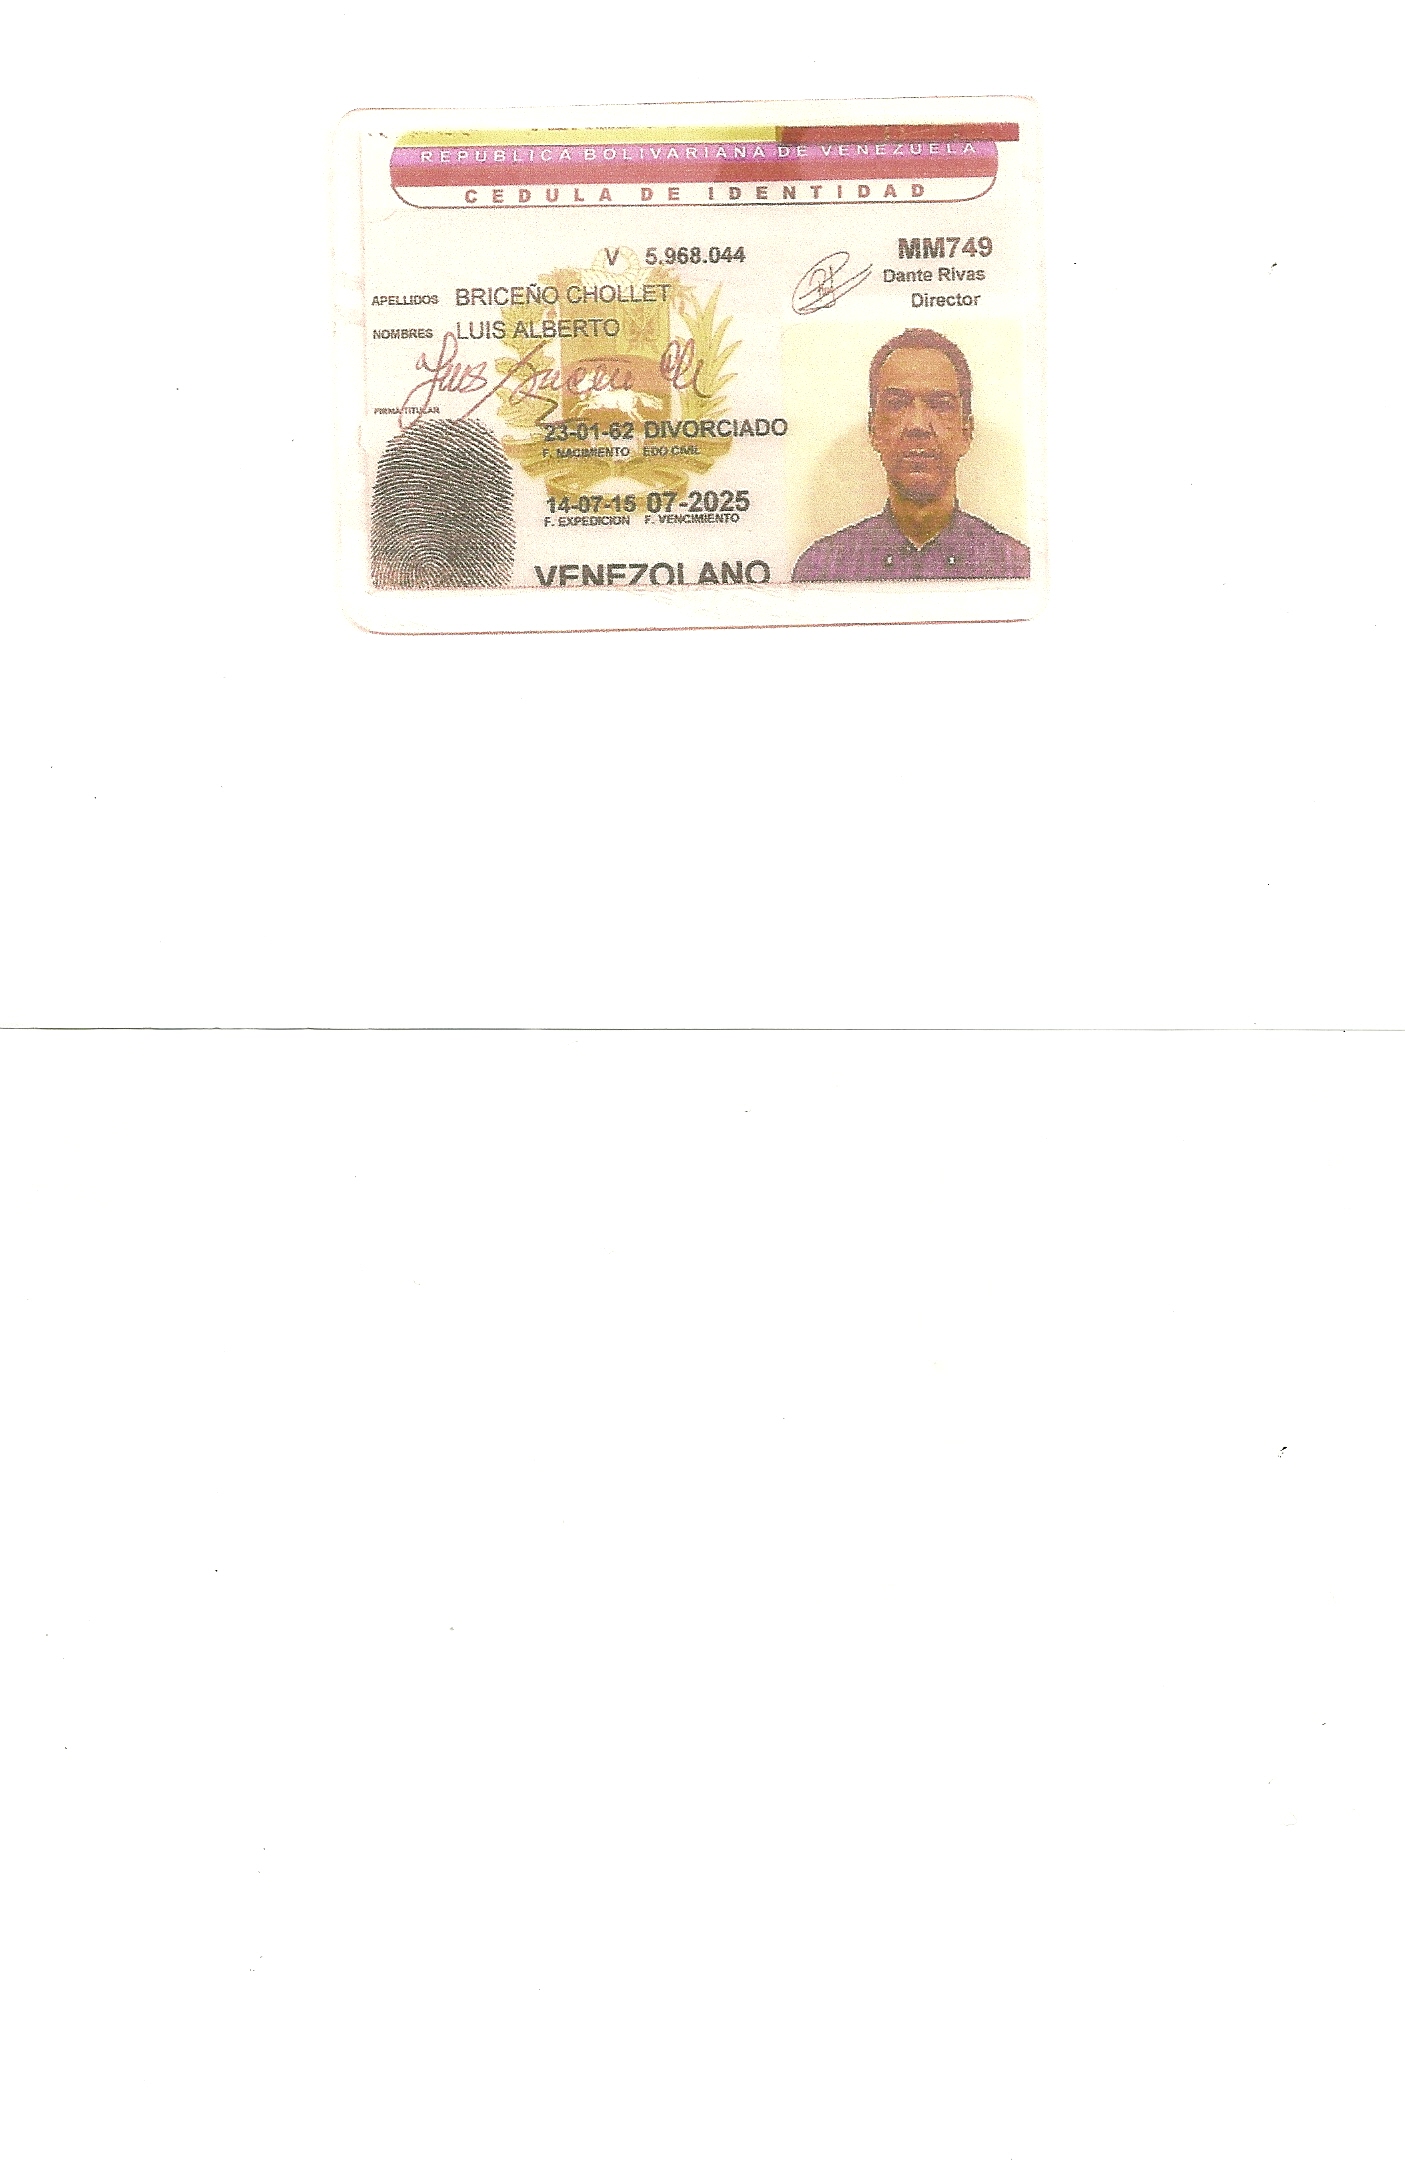 REPUBLICA BOLIVARIANA DE VENEZUELA
CEDULA DE IDENTIDAD
V 5.968.044
MM749
Dante Rivas
Director
APELLIDOS BRICEÑO CHOLLET
NOMBRES LUIS ALBERTO
Luis Briceño Ch
FIRMA TITULAR
23-01-62 DIVORCIADO
F. NACIMIENTO EDO CIVIL
14-07-15 07-2025
F. EXPEDICION F. VENCIMIENTO
VENEZOLANO